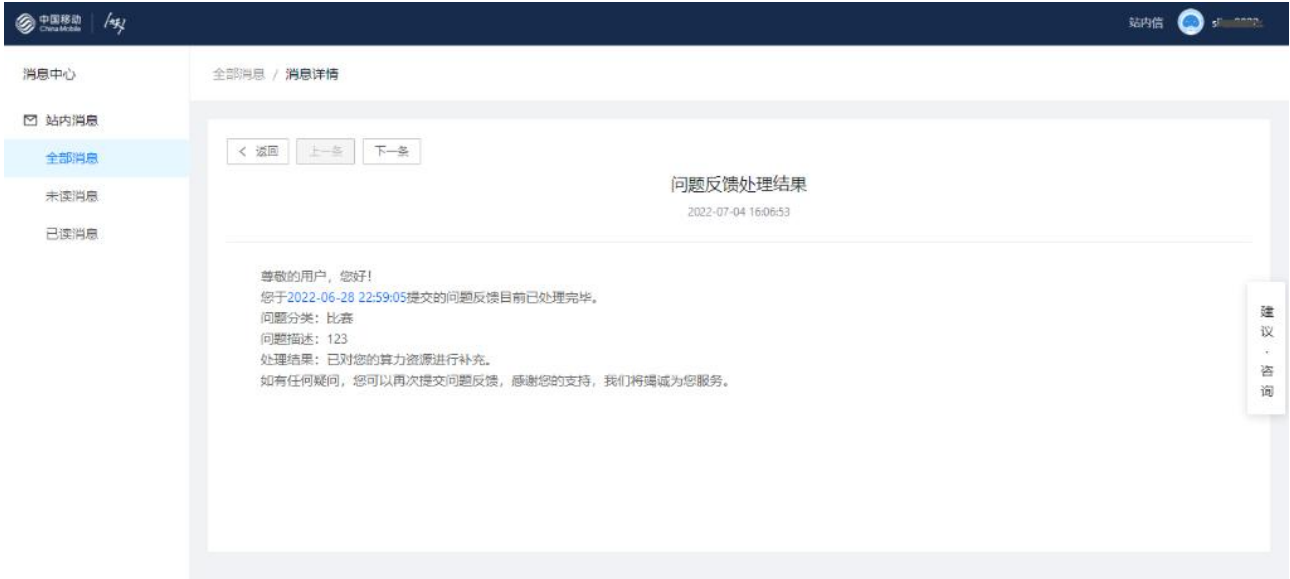 中国移动
China Mobile
站内信
消息中心
全部消息 / 消息详情
站内消息
全部消息
未读消息
已读消息
< 返回
上一条
下一条
问题反馈处理结果
2022-07-04 16:06:53
尊敬的用户，您好！
您于2022-06-28 22:59:05提交的问题反馈目前已处理完毕。
问题分类：比赛
问题描述：123
处理结果：已对您的算力资源进行补充。
如有任何疑问，您可以再次提交问题反馈，感谢您的支持，我们将竭诚为您服务。
建
议
·
咨
询